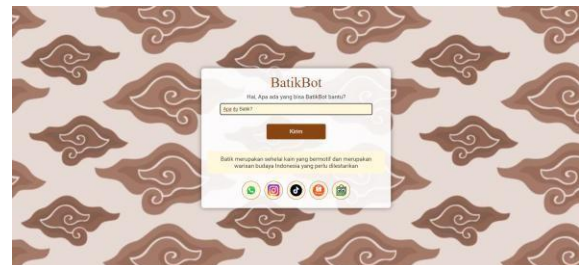 BatikBot
Hai, Apa ada yang bisa BatikBot bantu?
Apa itu Batik?
Kirim
Batik merupakan sehelai kain yang bermotif dan merupakan
warisan budaya Indonesia yang perlu dilestarikan